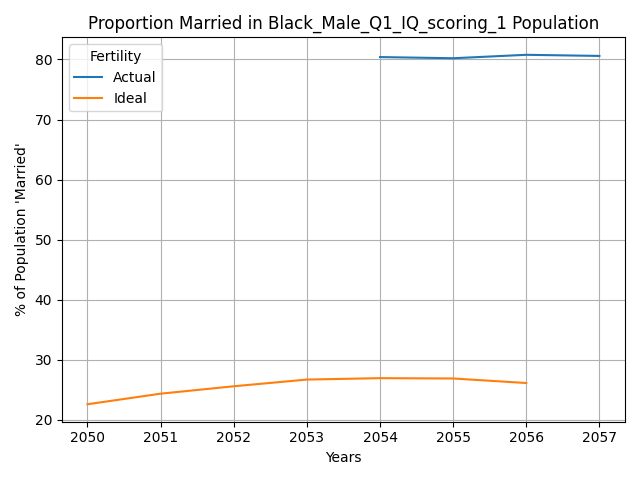 Proportion Married in Black_Male_Q1_IQ_scoring_1 Population
Fertility
Actual
Ideal
% of Population 'Married'
80
70
60
50
40
30
20
2050 2051 2052 2053 2054 2055 2056 2057
Years